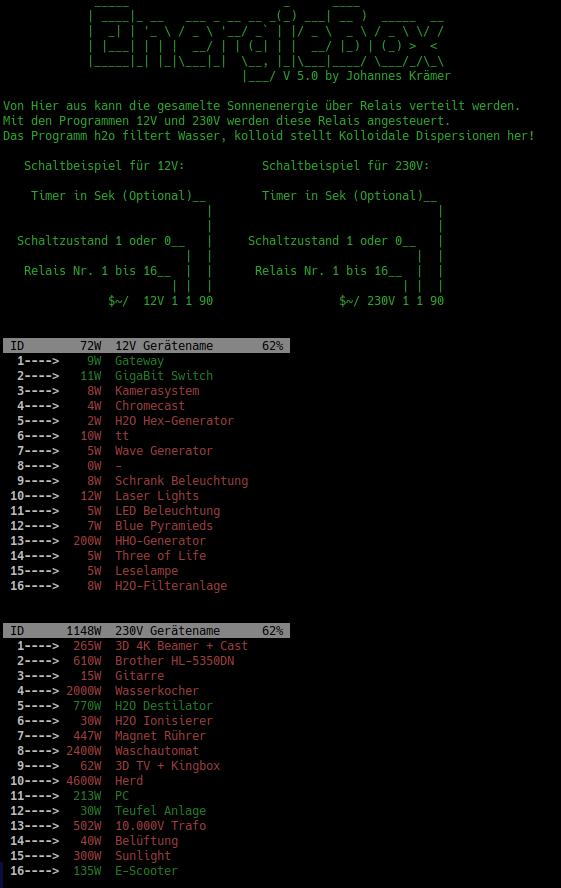 EnergieBox
V 5.0 by Johannes Krämer
Von Hier aus kann die gesamelte Sonnenenergie über Relais verteilt werden.
Mit den Programmen 12V und 230V werden diese Relais angesteuert.
Das Programm h2o filtert Wasser, kolloid stellt Kolloidale Dispersionen her!
Schaltbeispiel für 12V: Schaltbeispiel für 230V:
Timer in Sek (Optional)__ Timer in Sek (Optional)__
Schaltzustand 1 oder 0__ Schaltzustand 1 oder 0__
Relais Nr. 1 bis 16__ Relais Nr. 1 bis 16__
$~/ 12V 1 1 90 $~/ 230V 1 1 90
ID 72W 12V Gerätename 62%
1----> 9W Gateway
2----> 11W GigaBit Switch
3----> 8W Kamerasystem
4----> 4W Chromecast
5----> 2W H2O Hex-Generator
6----> 10W tt
7----> 5W Wave Generator
8----> 0W -
9----> 8W Schrank Beleuchtung
10----> 12W Laser Lights
11----> 5W LED Beleuchtung
12----> 7W Blue Pyramieds
13----> 200W HHO-Generator
14----> 5W Three of Life
15----> 5W Leselampe
16----> 8W H2O-Filteranlage
ID 1148W 230V Gerätename 62%
1----> 265W 3D 4K Beamer + Cast
2----> 610W Brother HL-5350DN
3----> 15W Gitarre
4----> 2000W Wasserkocher
5----> 770W H2O Destilator
6----> 30W H2O Ionisierer
7----> 447W Magnet Rührer
8----> 2400W Waschautomat
9----> 62W 3D TV + Kingbox
10----> 4600W Herd
11----> 213W PC
12----> 30W Teufel Anlage
13----> 502W 10.000V Trafo
14----> 40W Belüftung
15----> 300W Sunlight
16----> 135W E-Scooter